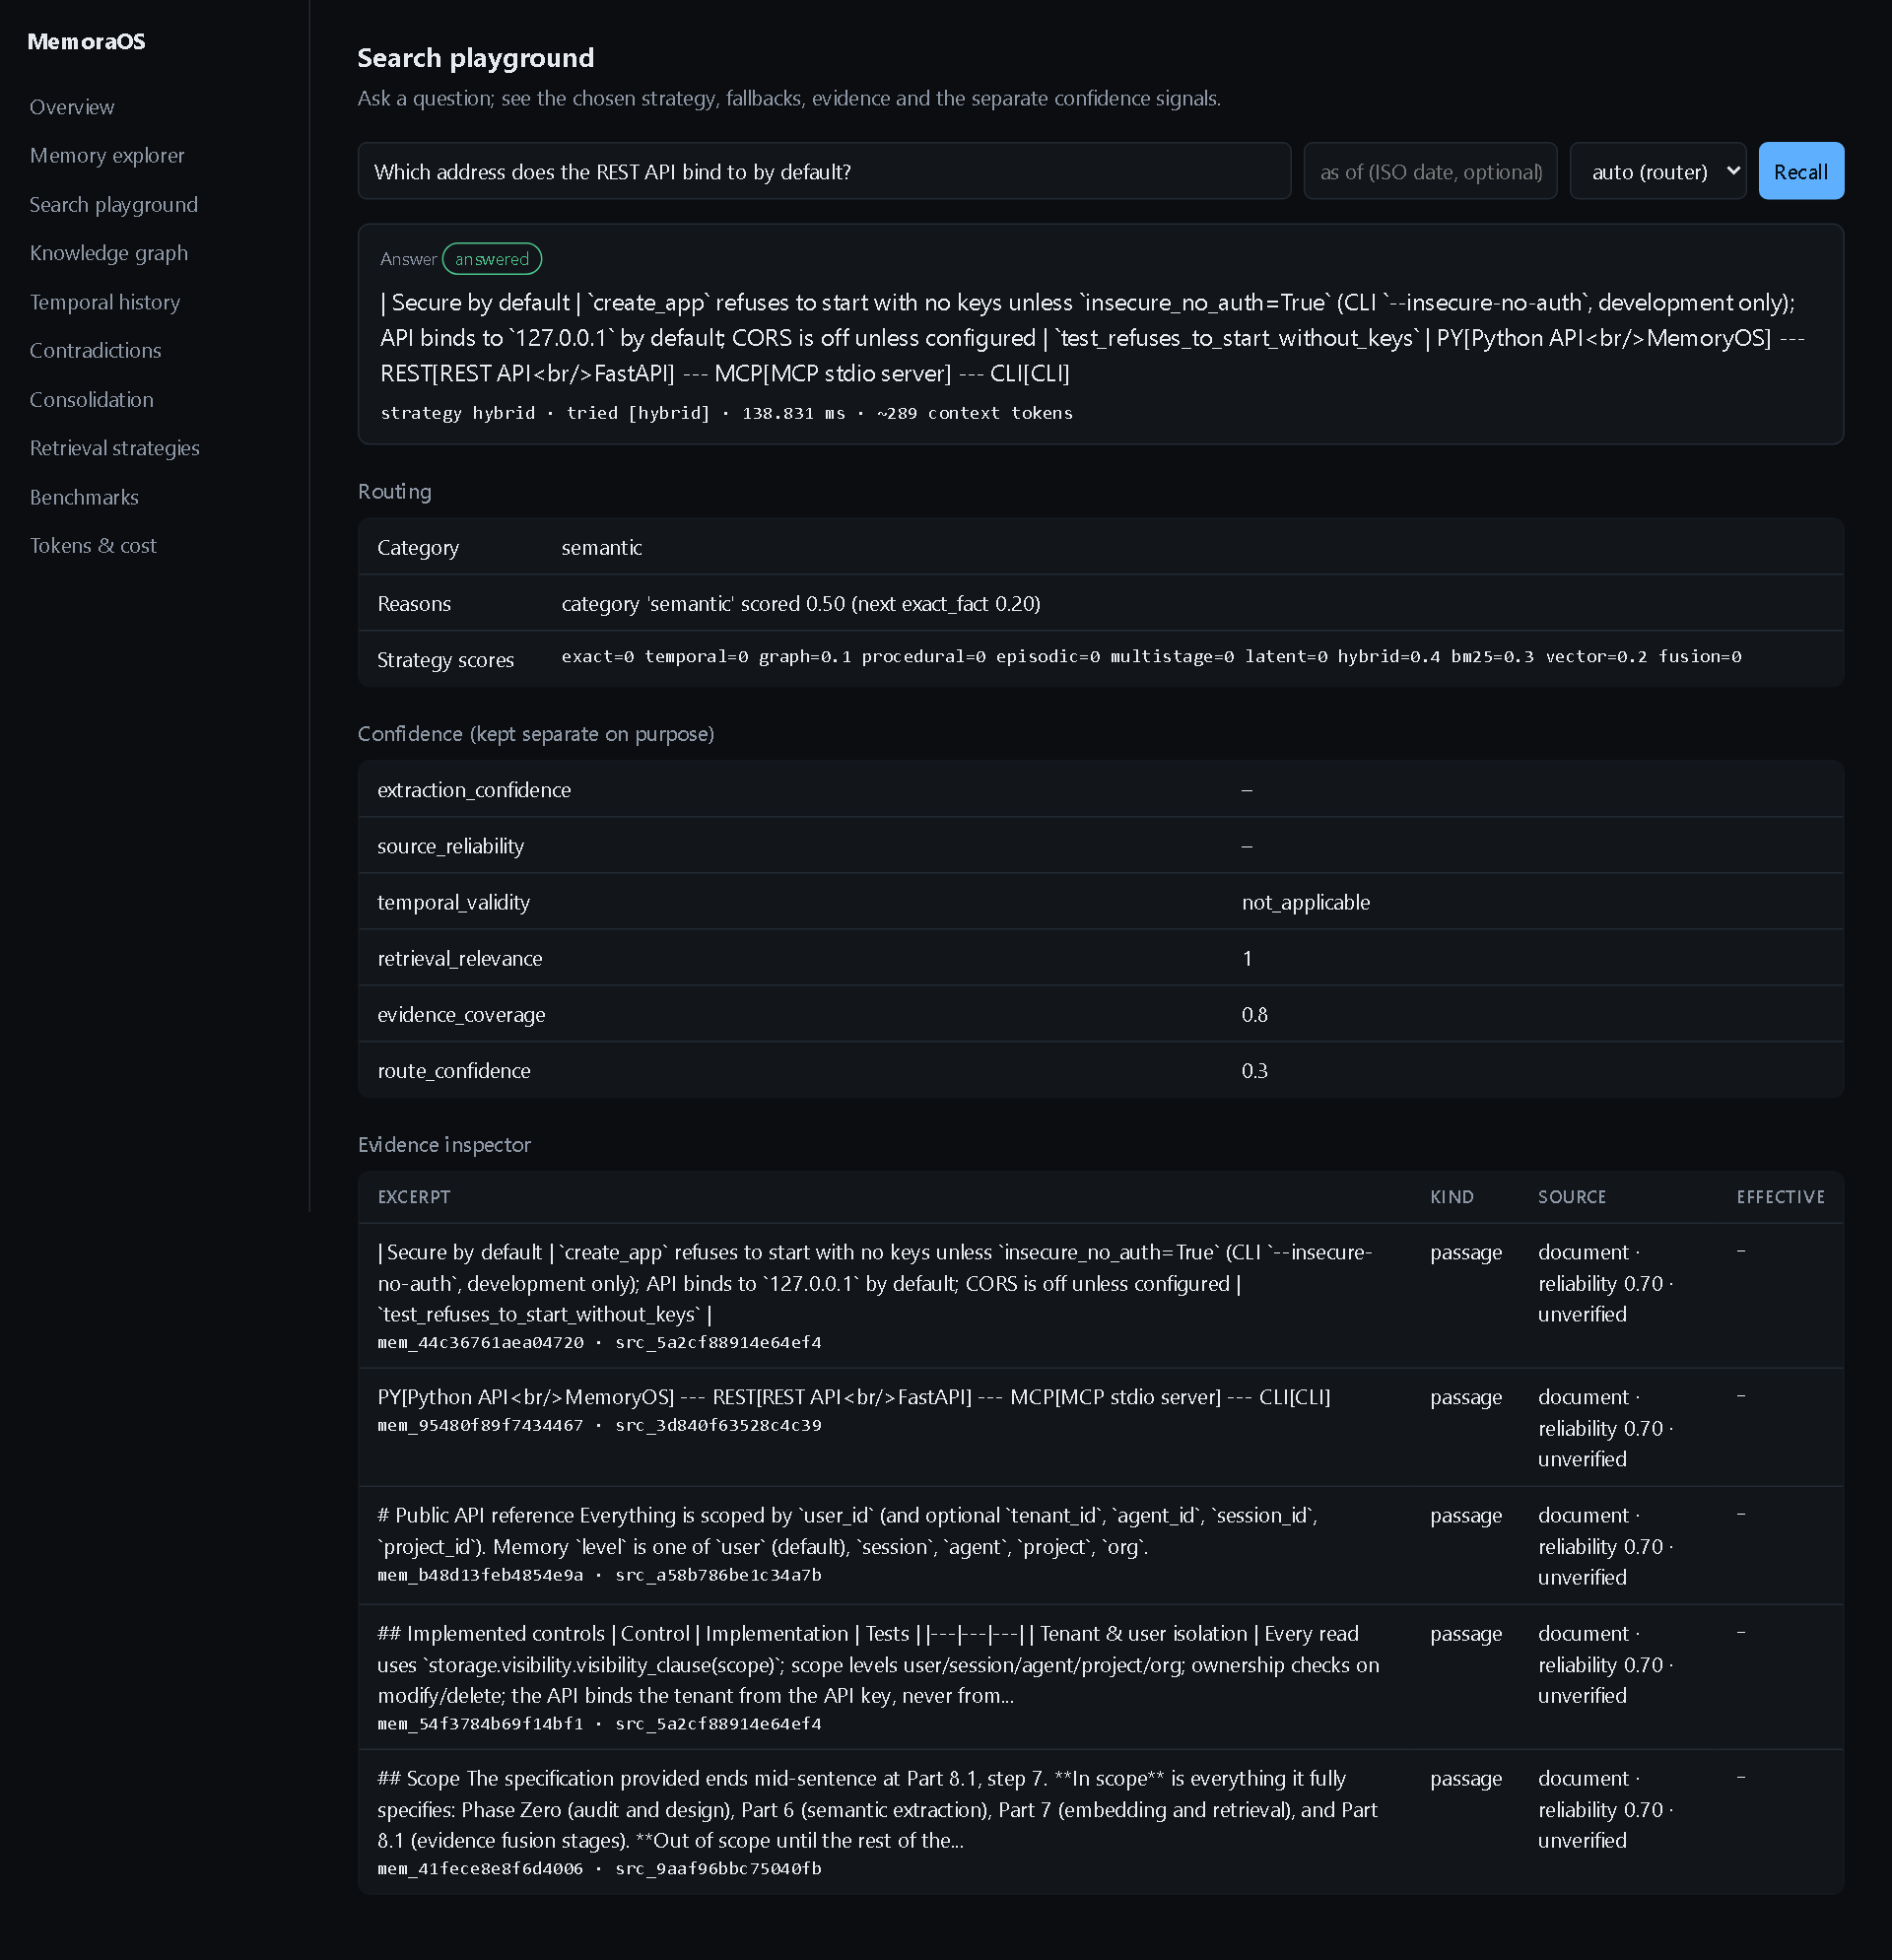 MemoraOS
Overview
Memory explorer
Search playground
Knowledge graph
Temporal history
Contradictions
Consolidation
Retrieval strategies
Benchmarks
Tokens & cost
Search playground
Ask a question; see the chosen strategy, fallbacks, evidence and the separate confidence signals.
Which address does the REST API bind to by default?
as of (ISO date, optional)
auto (router)
Recall
Answer answered
| Secure by default | `create_app` refuses to start with no keys unless `insecure_no_auth=True` (CLI `--insecure-no-auth`, development only);
API binds to `127.0.0.1` by default; CORS is off unless configured | `test_refuses_to_start_without_keys` | PY[Python API<br/>MemoryOS] ---
REST[REST API<br/>FastAPI] --- MCP[MCP stdio server] --- CLI[CLI]
strategy hybrid · tried [hybrid] · 138.831 ms · ~289 context tokens
Routing
Category semantic
Reasons category 'semantic' scored 0.50 (next exact_fact 0.20)
Strategy scores exact=0 temporal=0 graph=0.1 procedural=0 episodic=0 multistage=0 latent=0 hybrid=0.4 bm25=0.3 vector=0.2 fusion=0
Confidence (kept separate on purpose)
extraction_confidence –
source_reliability –
temporal_validity not_applicable
retrieval_relevance 1
evidence_coverage 0.8
route_confidence 0.3
Evidence inspector
EXCERPT KIND SOURCE EFFECTIVE
| Secure by default | `create_app` refuses to start with no keys unless `insecure_no_auth=True` (CLI `--insecure- passage document · –
no-auth`, development only); API binds to `127.0.0.1` by default; CORS is off unless configured | reliability 0.70 ·
`test_refuses_to_start_without_keys` | unverified
mem_44c36761aea04720 · src_5a2cf88914e64ef4
PY[Python API<br/>MemoryOS] --- REST[REST API<br/>FastAPI] --- MCP[MCP stdio server] --- CLI[CLI] passage document · –
mem_95480f89f7434467 · src_3d840f63528c4c39 reliability 0.70 ·
unverified
# Public API reference Everything is scoped by `user_id` (and optional `tenant_id`, `agent_id`, `session_id`, passage document · –
`project_id`). Memory `level` is one of `user` (default), `session`, `agent`, `project`, `org`. reliability 0.70 ·
mem_b48d13feb4854e9a · src_a58b786be1c34a7b unverified
## Implemented controls | Control | Implementation | Tests | |---|---|---| | Tenant & user isolation | Every read passage document · –
uses `storage.visibility.visibility_clause(scope)`; scope levels user/session/agent/project/org; ownership checks on reliability 0.70 ·
modify/delete; the API binds the tenant from the API key, never from... unverified
mem_54f3784b69f14bf1 · src_5a2cf88914e64ef4
## Scope The specification provided ends mid-sentence at Part 8.1, step 7. **In scope** is everything it fully passage document · –
specifies: Phase Zero (audit and design), Part 6 (semantic extraction), Part 7 (embedding and retrieval), and Part reliability 0.70 ·
8.1 (evidence fusion stages). **Out of scope until the rest of the... unverified
mem_41fece8e8f6d4006 · src_9aaf96bbc75040fb